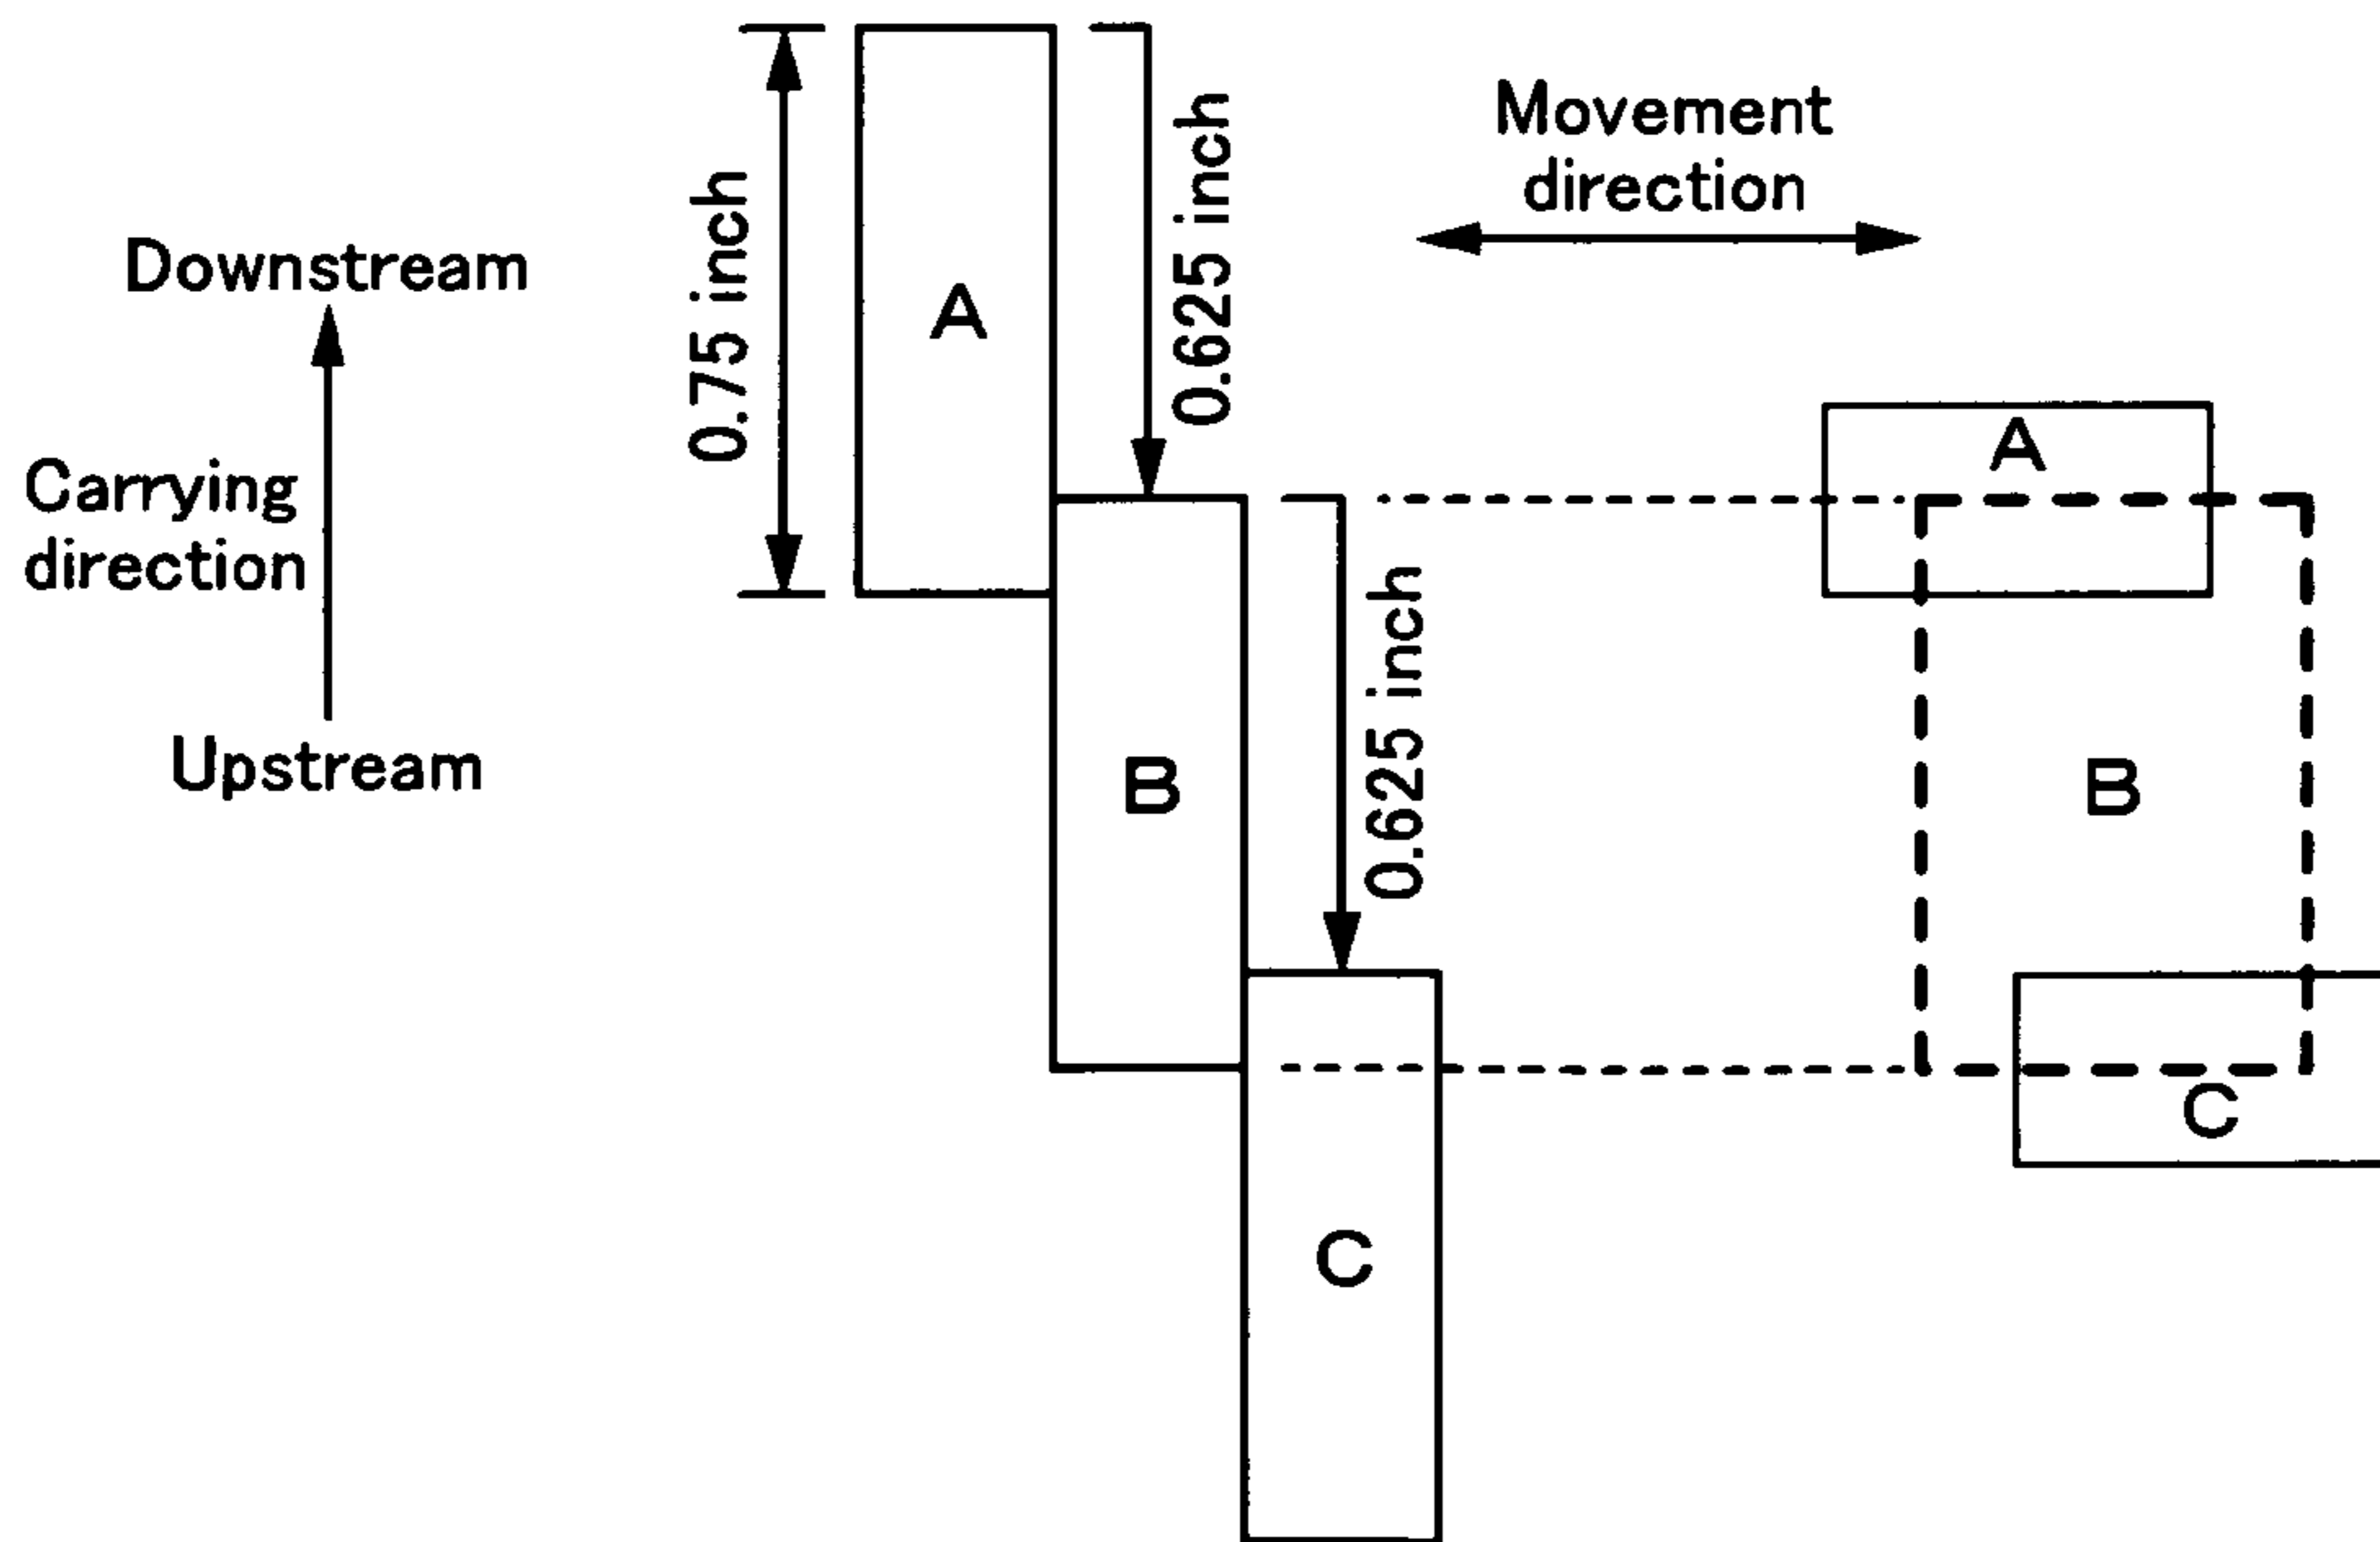 Downstream
Carrying
direction
Upstream
0.75 inch
A
0.625 inch
B
0.625 inch
C
Movement
direction
A
B
C